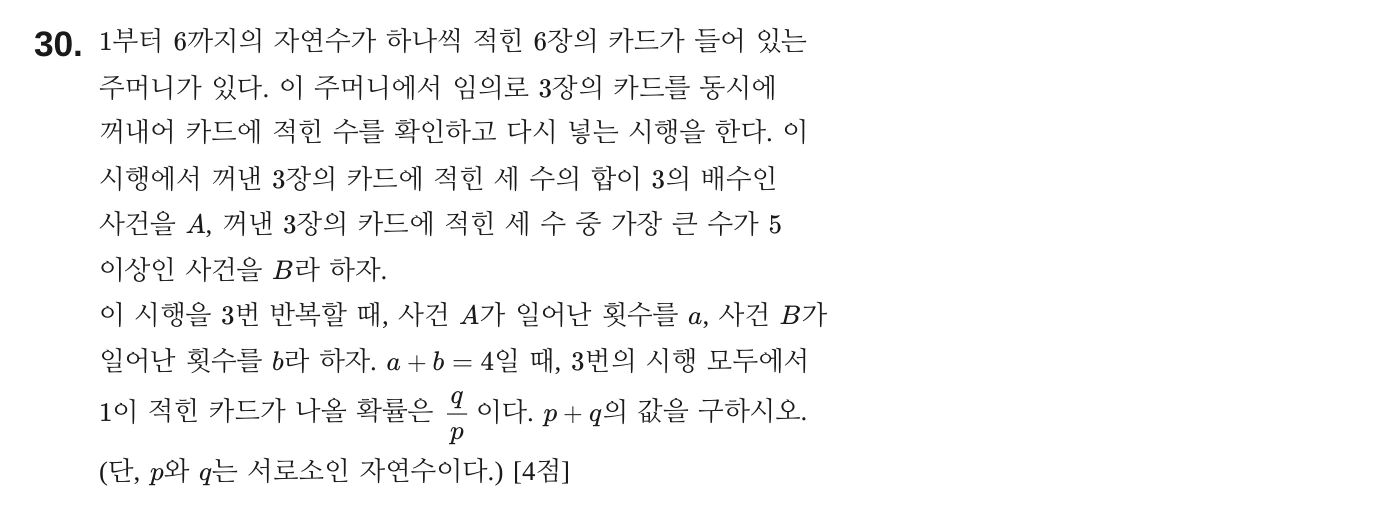 30. 1부터 6까지의 자연수가 하나씩 적힌 6장의 카드가 들어 있는
주머니가 있다. 이 주머니에서 임의로 3장의 카드를 동시에
꺼내어 카드에 적힌 수를 확인하고 다시 넣는 시행을 한다. 이
시행에서 꺼낸 3장의 카드에 적힌 세 수의 합이 3의 배수인
사건을 A, 꺼낸 3장의 카드에 적힌 세 수 중 가장 큰 수가 5
이상인 사건을 B라 하자.
이 시행을 3번 반복할 때, 사건 A가 일어난 횟수를 a, 사건 B가
일어난 횟수를 b라 하자. a + b = 4일 때, 3번의 시행 모두에서
1이 적힌 카드가 나올 확률은 q/p 이다. p + q의 값을 구하시오.
(단, p와 q는 서로소인 자연수이다.) [4점]